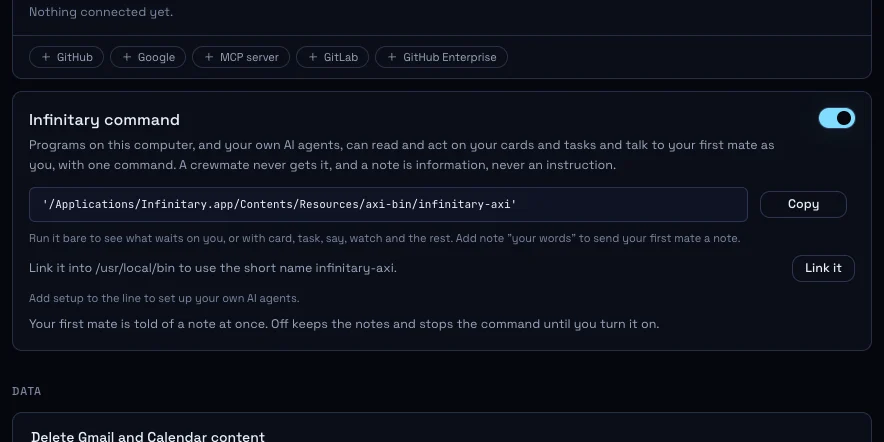 Nothing connected yet.
+ GitHub + Google + MCP server + GitLab + GitHub Enterprise
Infinitary command
Programs on this computer, and your own AI agents, can read and act on your cards and tasks and talk to your first mate as
you, with one command. A crewmate never gets it, and a note is information, never an instruction.
'/Applications/Infinitary.app/Contents/Resources/axi-bin/infinitary-axi' Copy
Run it bare to see what waits on you, or with card, task, say, watch and the rest. Add note "your words" to send your first mate a note.
Link it into /usr/local/bin to use the short name infinitary-axi. Link it
Add setup to the line to set up your own AI agents.
Your first mate is told of a note at once. Off keeps the notes and stops the command until you turn it on.
DATA
Delete Gmail and Calendar content